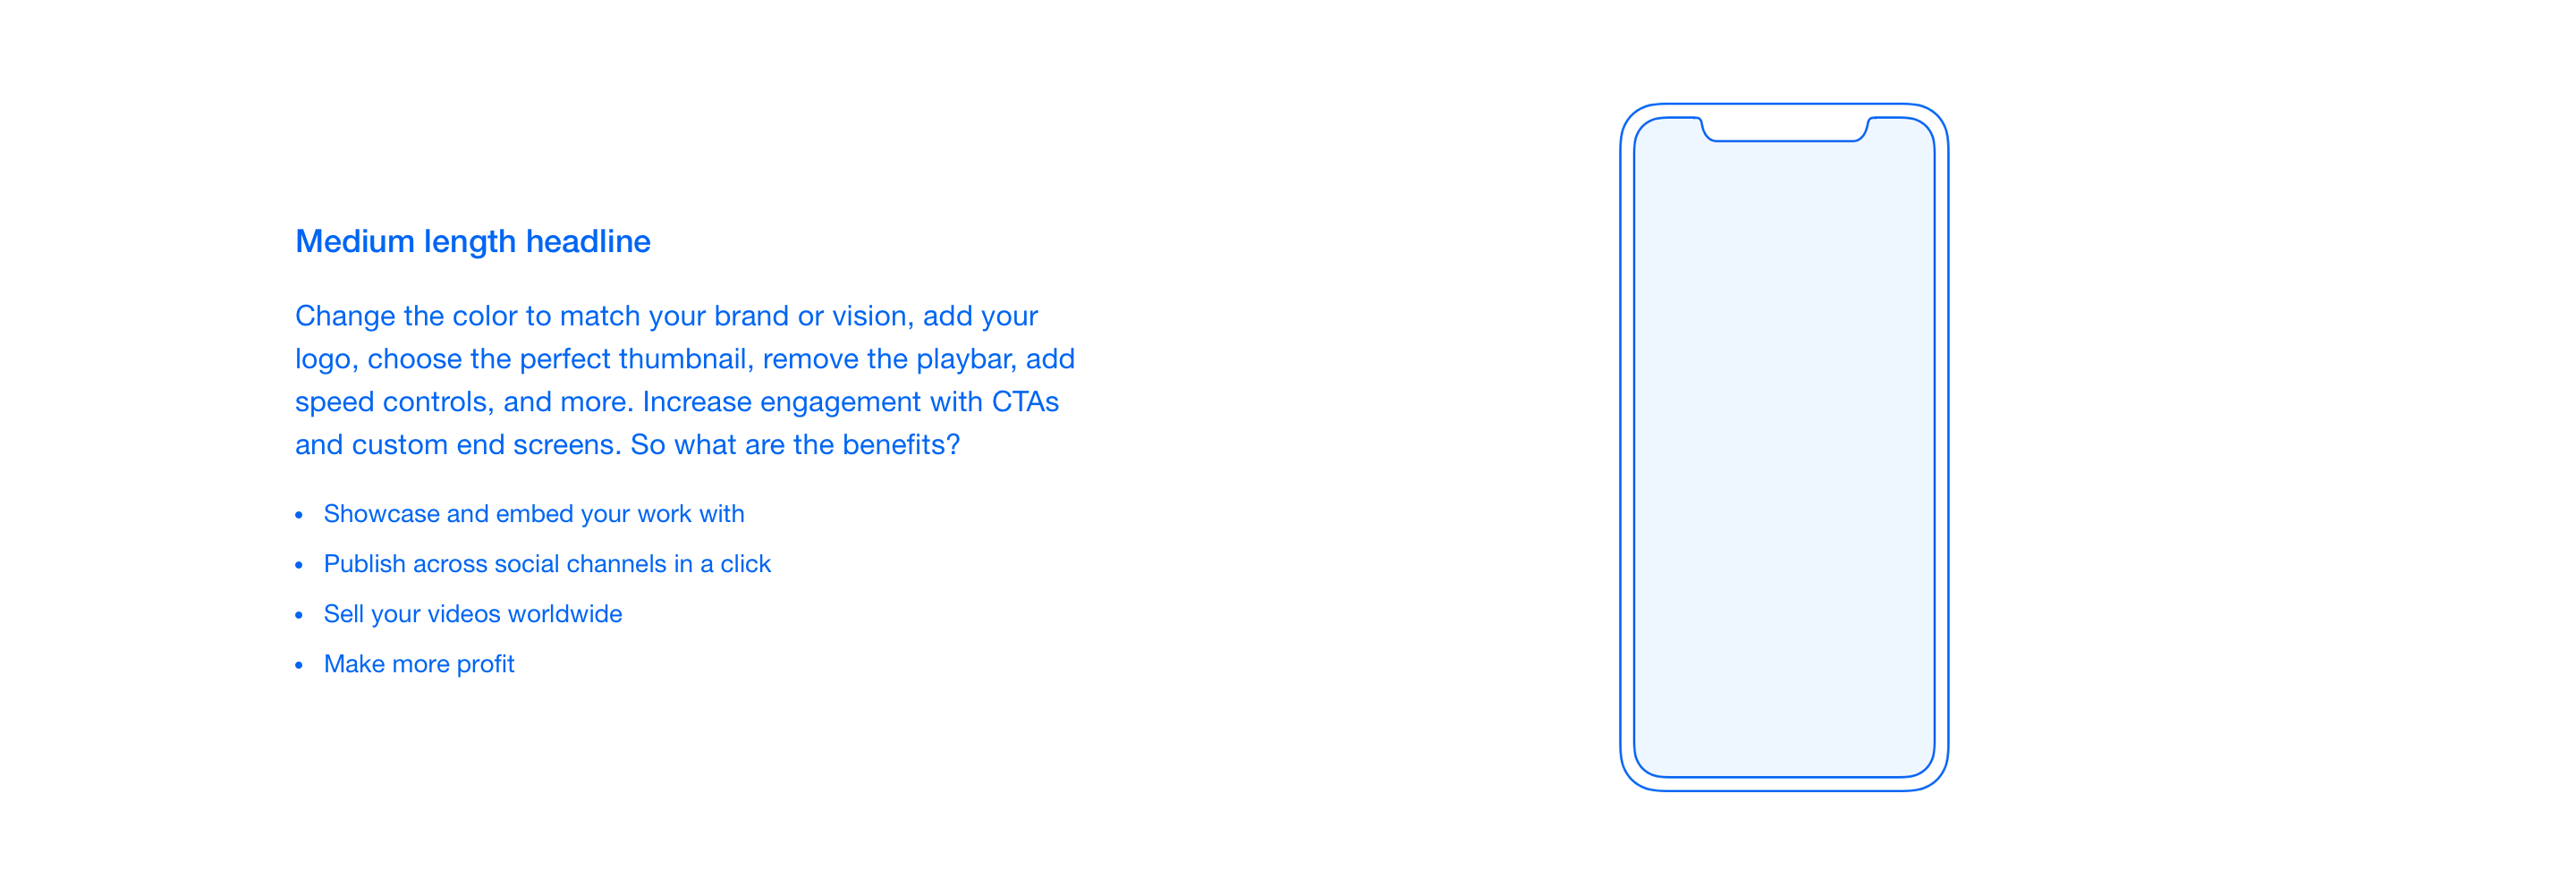 Medium length headline
Change the color to match your brand or vision, add your
logo, choose the perfect thumbnail, remove the playbar, add
speed controls, and more. Increase engagement with CTAs
and custom end screens. So what are the benefits?
• Showcase and embed your work with
• Publish across social channels in a click
• Sell your videos worldwide
• Make more profit